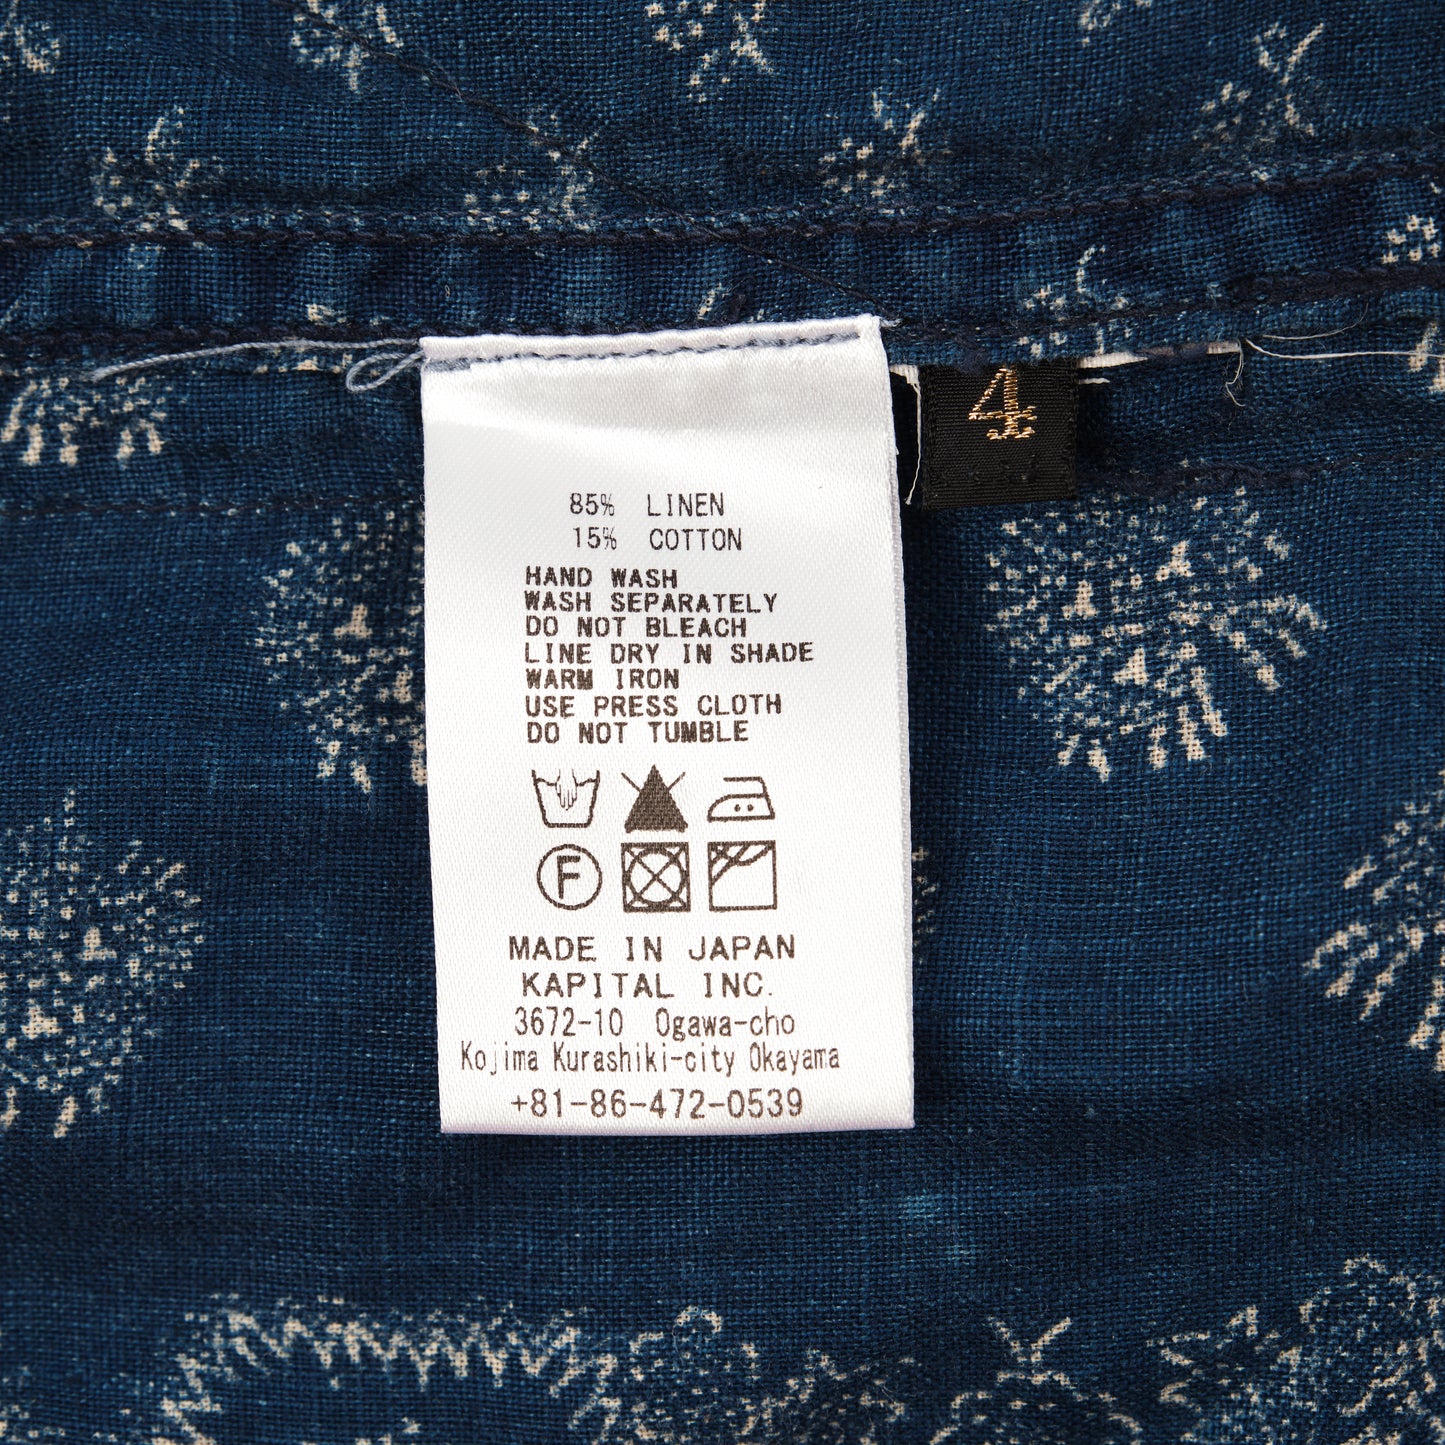 4
85% LINEN
15% COTTON
HAND WASH
WASH SEPARATELY
DO NOT BLEACH
LINE DRY IN SHADE
WARM IRON
USE PRESS CLOTH
DO NOT TUMBLE
F
MADE IN JAPAN
KAPITAL INC.
3672-10 Ogawa-cho
Kojima Kurashiki-city Okayama
+81-86-472-0539